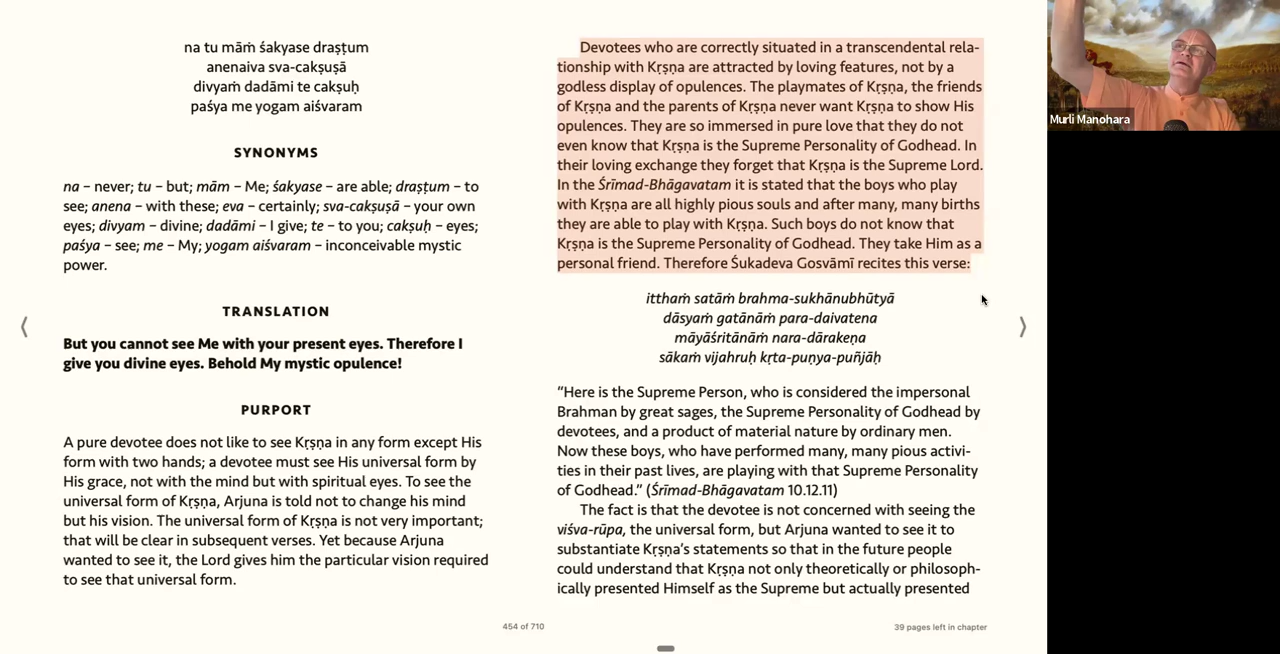 na tu māṁ śakyase draṣṭum
anenaiva sva-cakṣuṣā
divyaṁ dadāmi te cakṣuḥ
paśya me yogam aiśvaram
SYNONYMS
na – never; tu – but; mām – Me; śakyase – are able; draṣṭum – to
see; anena – with these; eva – certainly; sva-cakṣuṣā – your own
eyes; divyam – divine; dadāmi – I give; te – to you; cakṣuḥ – eyes;
paśya – see; me – My; yogam aiśvaram – inconceivable mystic
power.
TRANSLATION
But you cannot see Me with your present eyes. Therefore I
give you divine eyes. Behold My mystic opulence!
PURPORT
A pure devotee does not like to see Kṛṣṇa in any form except His
form with two hands; a devotee must see His universal form by
His grace, not with the mind but with spiritual eyes. To see the
universal form of Kṛṣṇa, Arjuna is told not to change his mind
but his vision. The universal form of Kṛṣṇa is not very important;
that will be clear in subsequent verses. Yet because Arjuna
wanted to see it, the Lord gives him the particular vision required
to see that universal form.
Devotees who are correctly situated in a transcendental rela-
tionship with Kṛṣṇa are attracted by loving features, not by a
godless display of opulences. The playmates of Kṛṣṇa, the friends
of Kṛṣṇa and the parents of Kṛṣṇa never want Kṛṣṇa to show His
opulences. They are so immersed in pure love that they do not
even know that Kṛṣṇa is the Supreme Personality of Godhead. In
their loving exchange they forget that Kṛṣṇa is the Supreme Lord.
In the Śrīmad-Bhāgavatam it is stated that the boys who play
with Kṛṣṇa are all highly pious souls and after many, many births
they are able to play with Kṛṣṇa. Such boys do not know that
Kṛṣṇa is the Supreme Personality of Godhead. They take Him as a
personal friend. Therefore Śukadeva Gosvāmī recites this verse:
itthaṁ satāṁ brahma-sukhānubhūtyā
dāsyaṁ gatānāṁ para-daivatena
māyāśritānāṁ nara-dārakeṇa
sākaṁ vijahruḥ kṛta-puṇya-puñjāḥ
“Here is the Supreme Person, who is considered the impersonal
Brahman by great sages, the Supreme Personality of Godhead by
devotees, and a product of material nature by ordinary men.
Now these boys, who have performed many, many pious activi-
ties in their past lives, are playing with that Supreme Personality
of Godhead.” (Śrīmad-Bhāgavatam 10.12.11)
The fact is that the devotee is not concerned with seeing the
viśva-rūpa, the universal form, but Arjuna wanted to see it to
substantiate Kṛṣṇa’s statements so that in the future people
could understand that Kṛṣṇa not only theoretically or philosoph-
ically presented Himself as the Supreme but actually presented
454 of 710
39 pages left in chapter
Murli Manohara